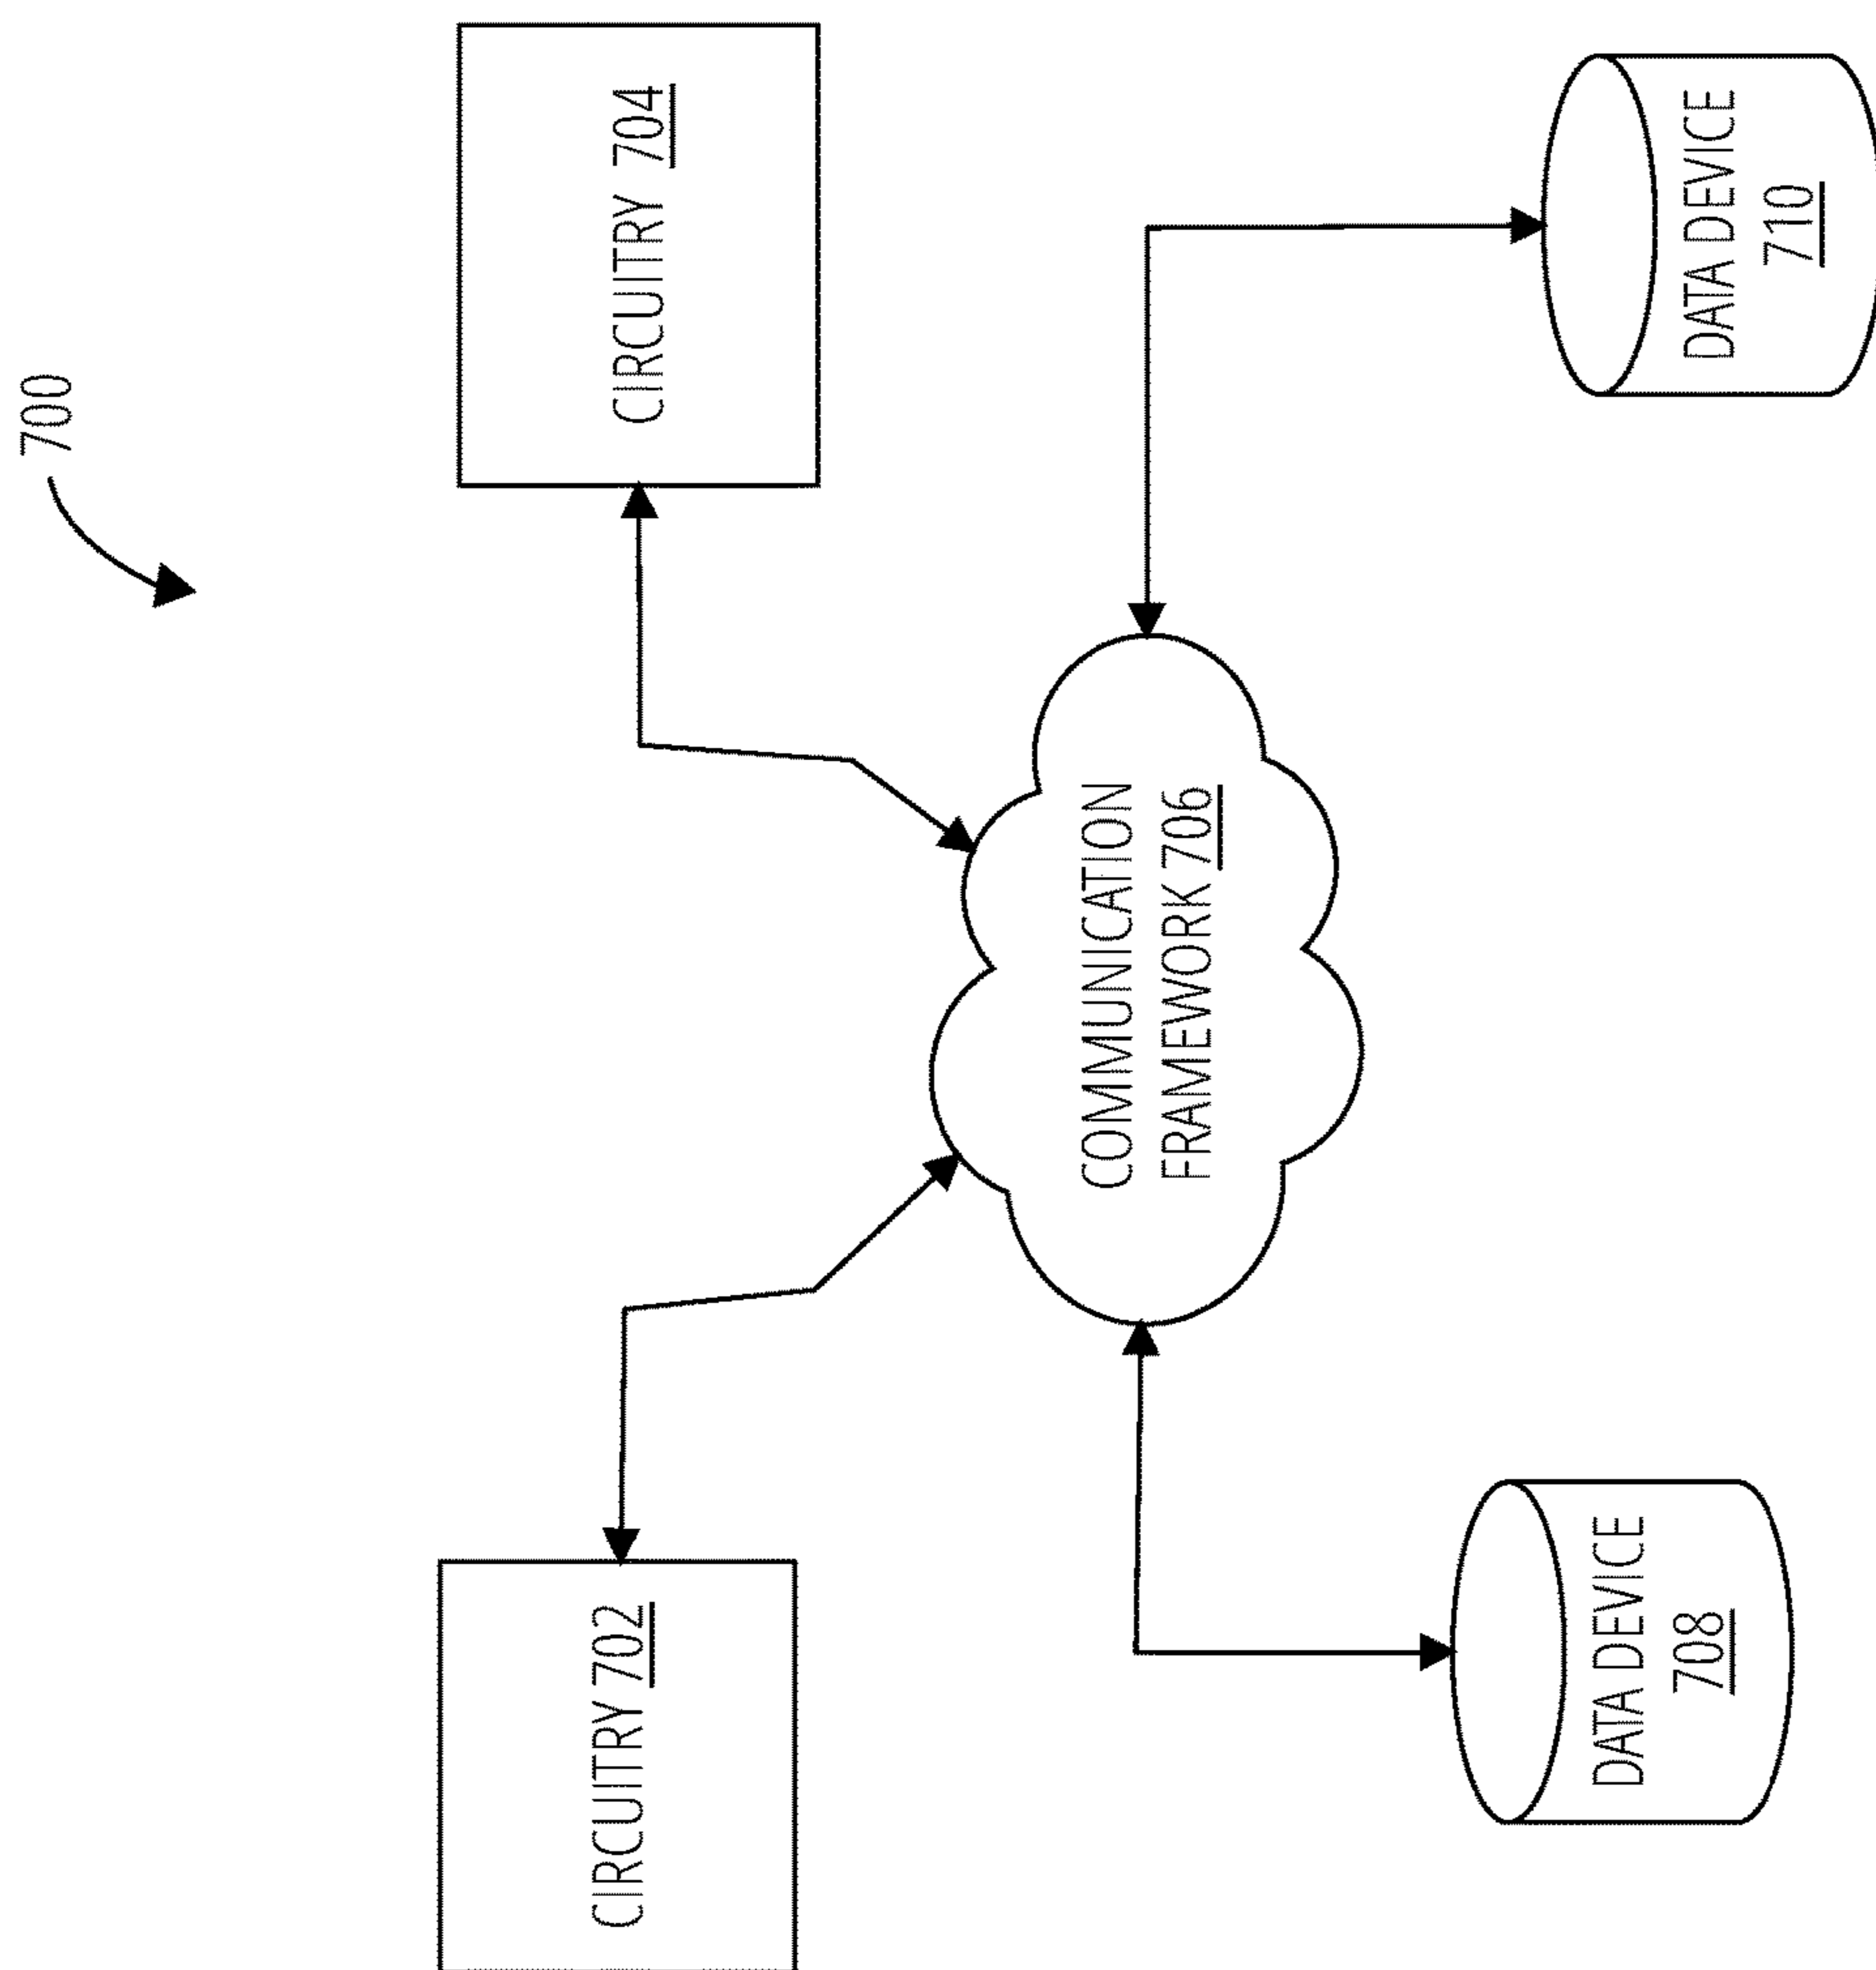 700
CIRCUITRY 702
CIRCUITRY 704
COMMUNICATION
FRAMEWORK 706
DATA DEVICE
708
DATA DEVICE
710